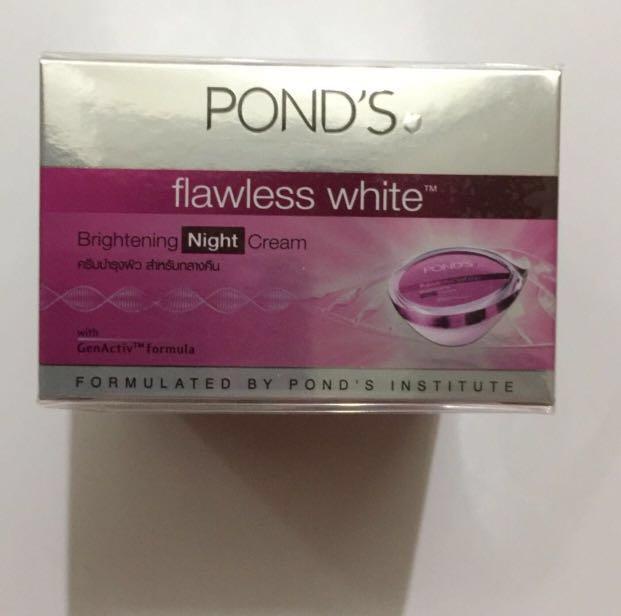 POND'S
flawless white™
Brightening Night Cream
ครีมบำรุงผิว สำหรับกลางคืน
POND'S
with
GenActiv™ formula
FORMULATED BY POND'S INSTITUTE